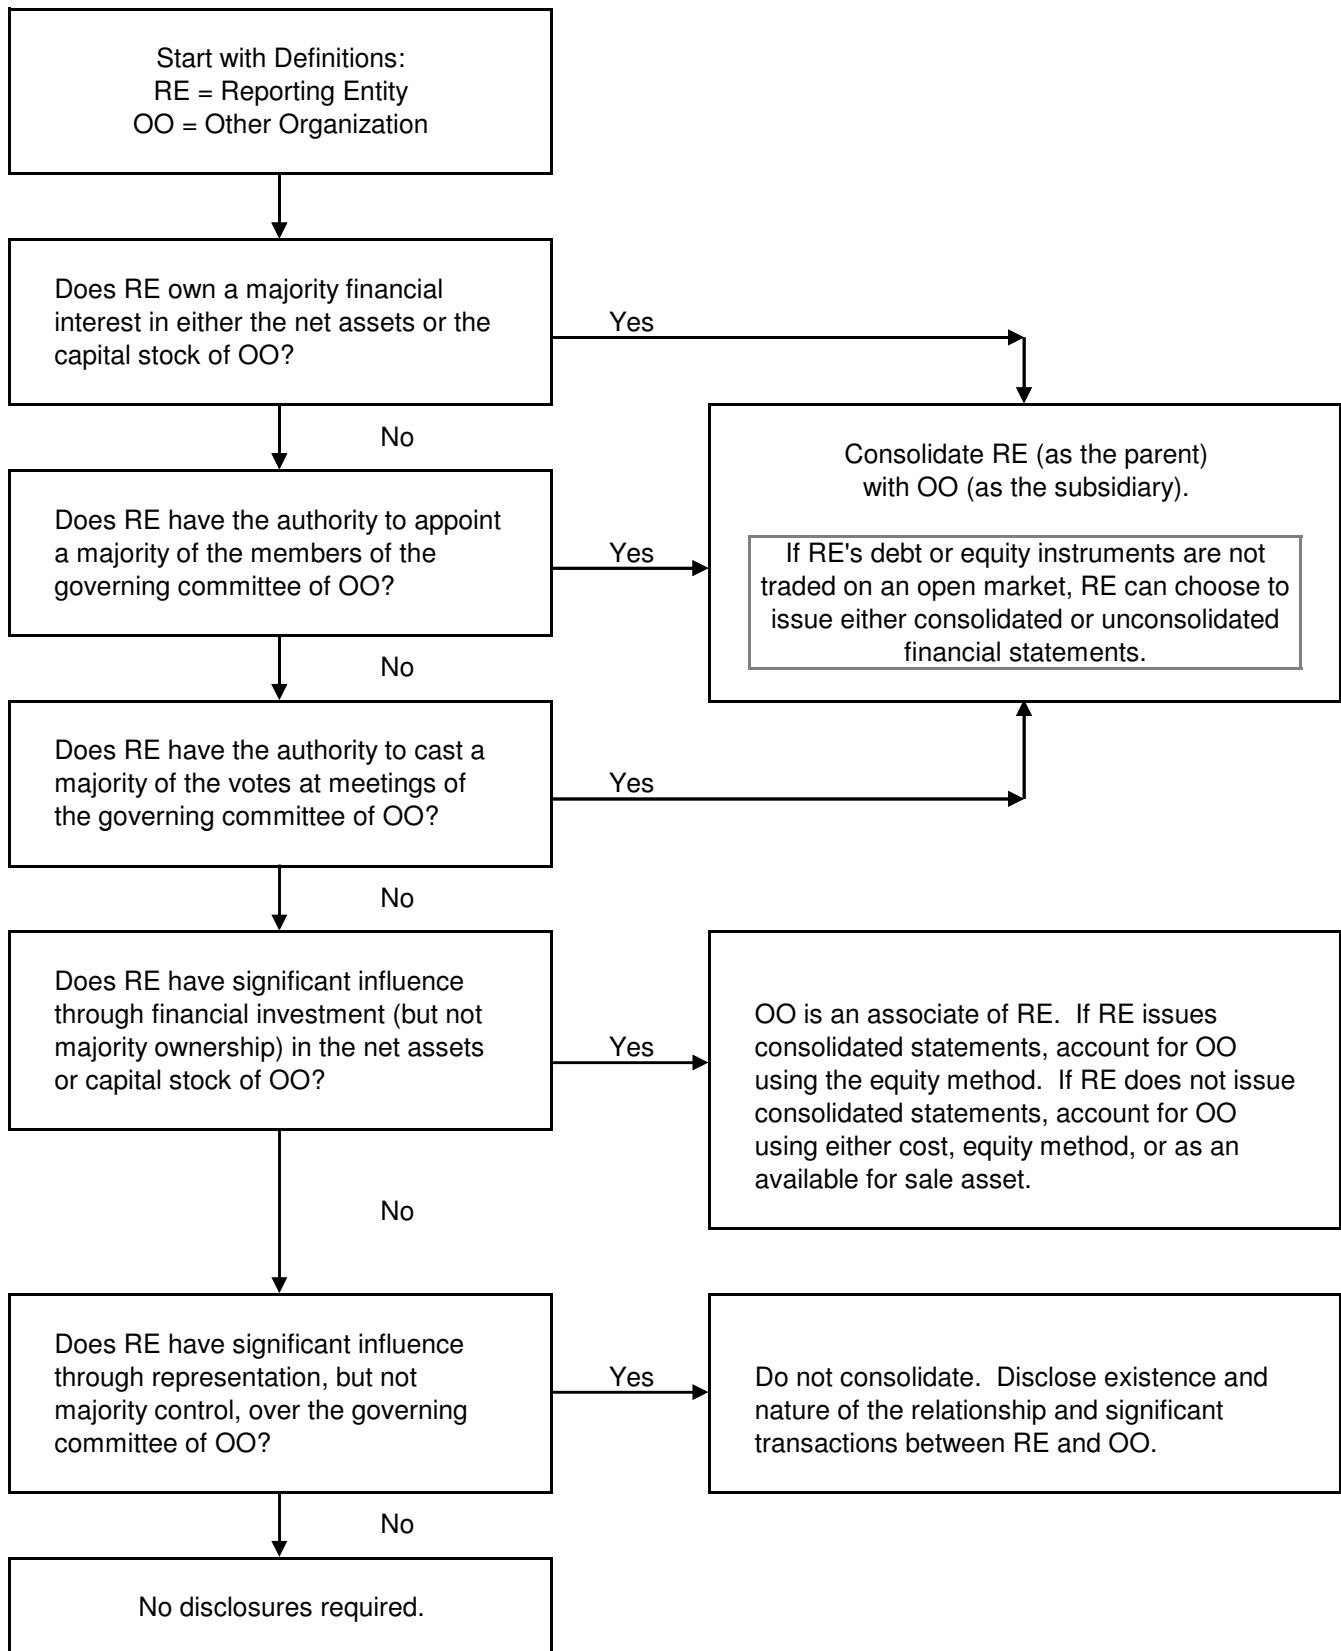 Start with Definitions:
RE = Reporting Entity
OO = Other Organization
Does RE own a majority financial
interest in either the net assets or the
capital stock of OO?
Yes
No
Consolidate RE (as the parent)
with OO (as the subsidiary).
If RE's debt or equity instruments are not
traded on an open market, RE can choose to
issue either consolidated or unconsolidated
financial statements.
Does RE have the authority to appoint
a majority of the members of the
governing committee of OO?
Yes
No
Does RE have the authority to cast a
majority of the votes at meetings of
the governing committee of OO?
Yes
No
Does RE have significant influence
through financial investment (but not
majority ownership) in the net assets
or capital stock of OO?
Yes
OO is an associate of RE.  If RE issues
consolidated statements, account for OO
using the equity method.  If RE does not issue
consolidated statements, account for OO
using either cost, equity method, or as an
available for sale asset.
No
Does RE have significant influence
through representation, but not
majority control, over the governing
committee of OO?
Yes
Do not consolidate.  Disclose existence and
nature of the relationship and significant
transactions between RE and OO.
No
No disclosures required.